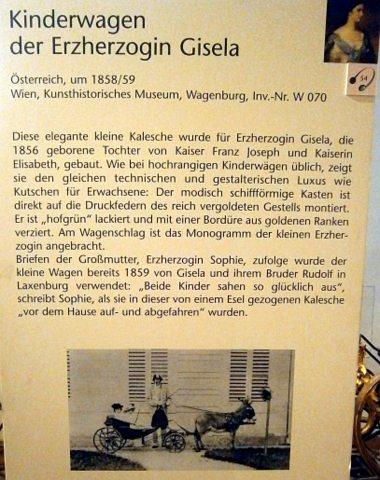 Kinderwagen
der Erzherzogin Gisela
Österreich, um 1858/59
Wien, Kunsthistorisches Museum, Wagenburg, Inv.-Nr. W 070
54
Diese elegante kleine Kalesche wurde für Erzherzogin Gisela, die
1856 geborene Tochter von Kaiser Franz Joseph und Kaiserin
Elisabeth, gebaut. Wie bei hochrangigen Kinderwägen üblich, zeigt
sie den gleichen technischen und gestalterischen Luxus wie
Kutschen für Erwachsene: Der modisch schiffförmige Kasten ist
direkt auf die Druckfedern des reich vergoldeten Gestells montiert.
Er ist „hofgrün" lackiert und mit einer Bordüre aus goldenen Ranken
verziert. Am Wagenschlag ist das Monogramm der kleinen Erzher-
zogin angebracht.
Briefen der Großmutter, Erzherzogin Sophie, zufolge wurde der
kleine Wagen bereits 1859 von Gisela und ihrem Bruder Rudolf in
Laxenburg verwendet: „Beide Kinder sahen so glücklich aus",
schreibt Sophie, als sie in dieser von einem Esel gezogenen Kalesche
„vor dem Hause auf- und abgefahren" wurden.